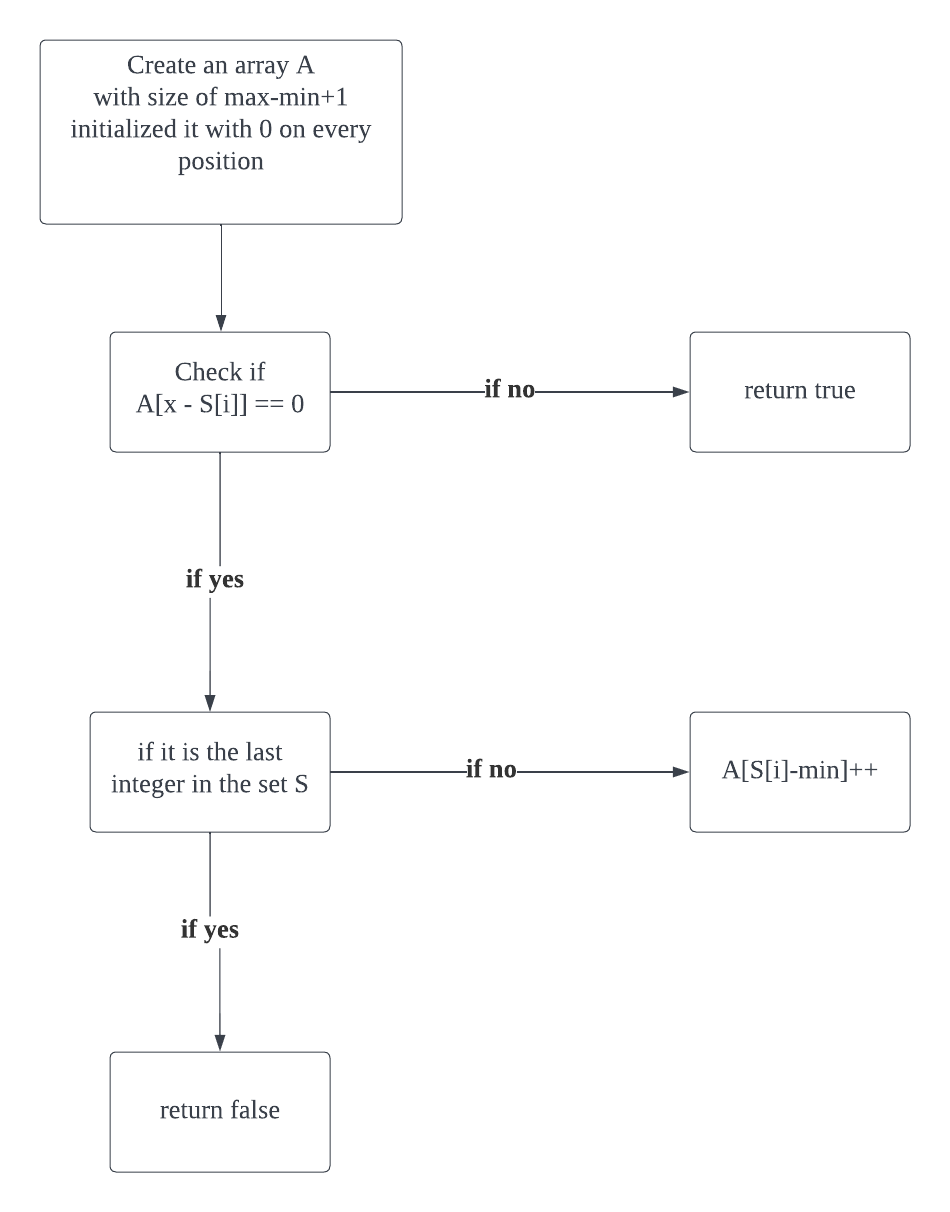 Create an array A
with size of max-min+1
initialized it with 0 on every
position
Check if
A[x - S[i]] == 0
if no
return true
if yes
if it is the last
integer in the set S
if no
A[S[i]-min]++
if yes
return false